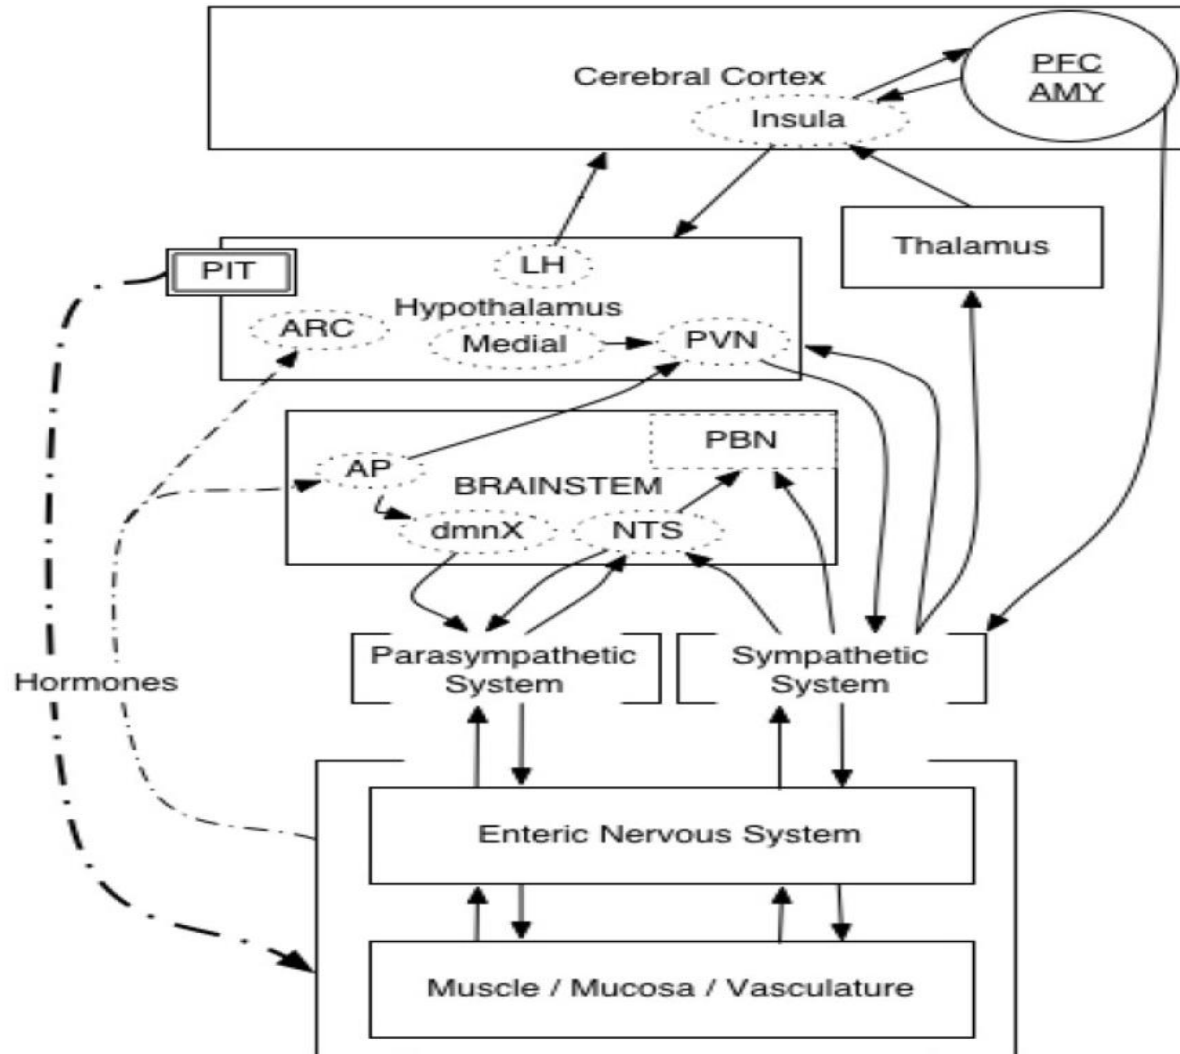 Cerebral Cortex
PFC
AMY
Insula
Thalamus
PIT
LH
Hypothalamus
ARC
Medial
PVN
PBN
AP
BRAINSTEM
dmnX
NTS
Parasympathetic
System
Sympathetic
System
Hormones
Enteric Nervous System
Muscle / Mucosa / Vasculature